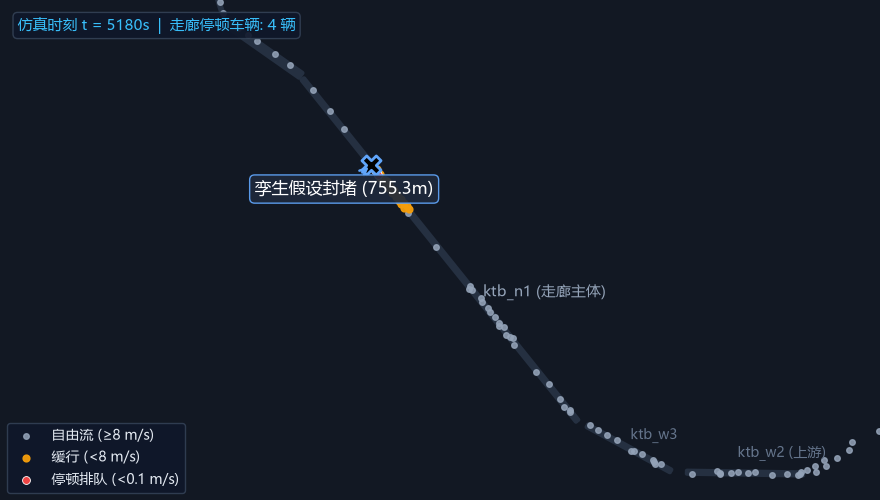 仿真时刻 t = 5180s | 走廊停顿车辆: 4 辆
孪生假设封堵 (755.3m)
ktb_n1 (走廊主体)
ktb_w3
ktb_w2 (上游)
自由流 (≥8 m/s)
缓行 (<8 m/s)
停顿排队 (<0.1 m/s)